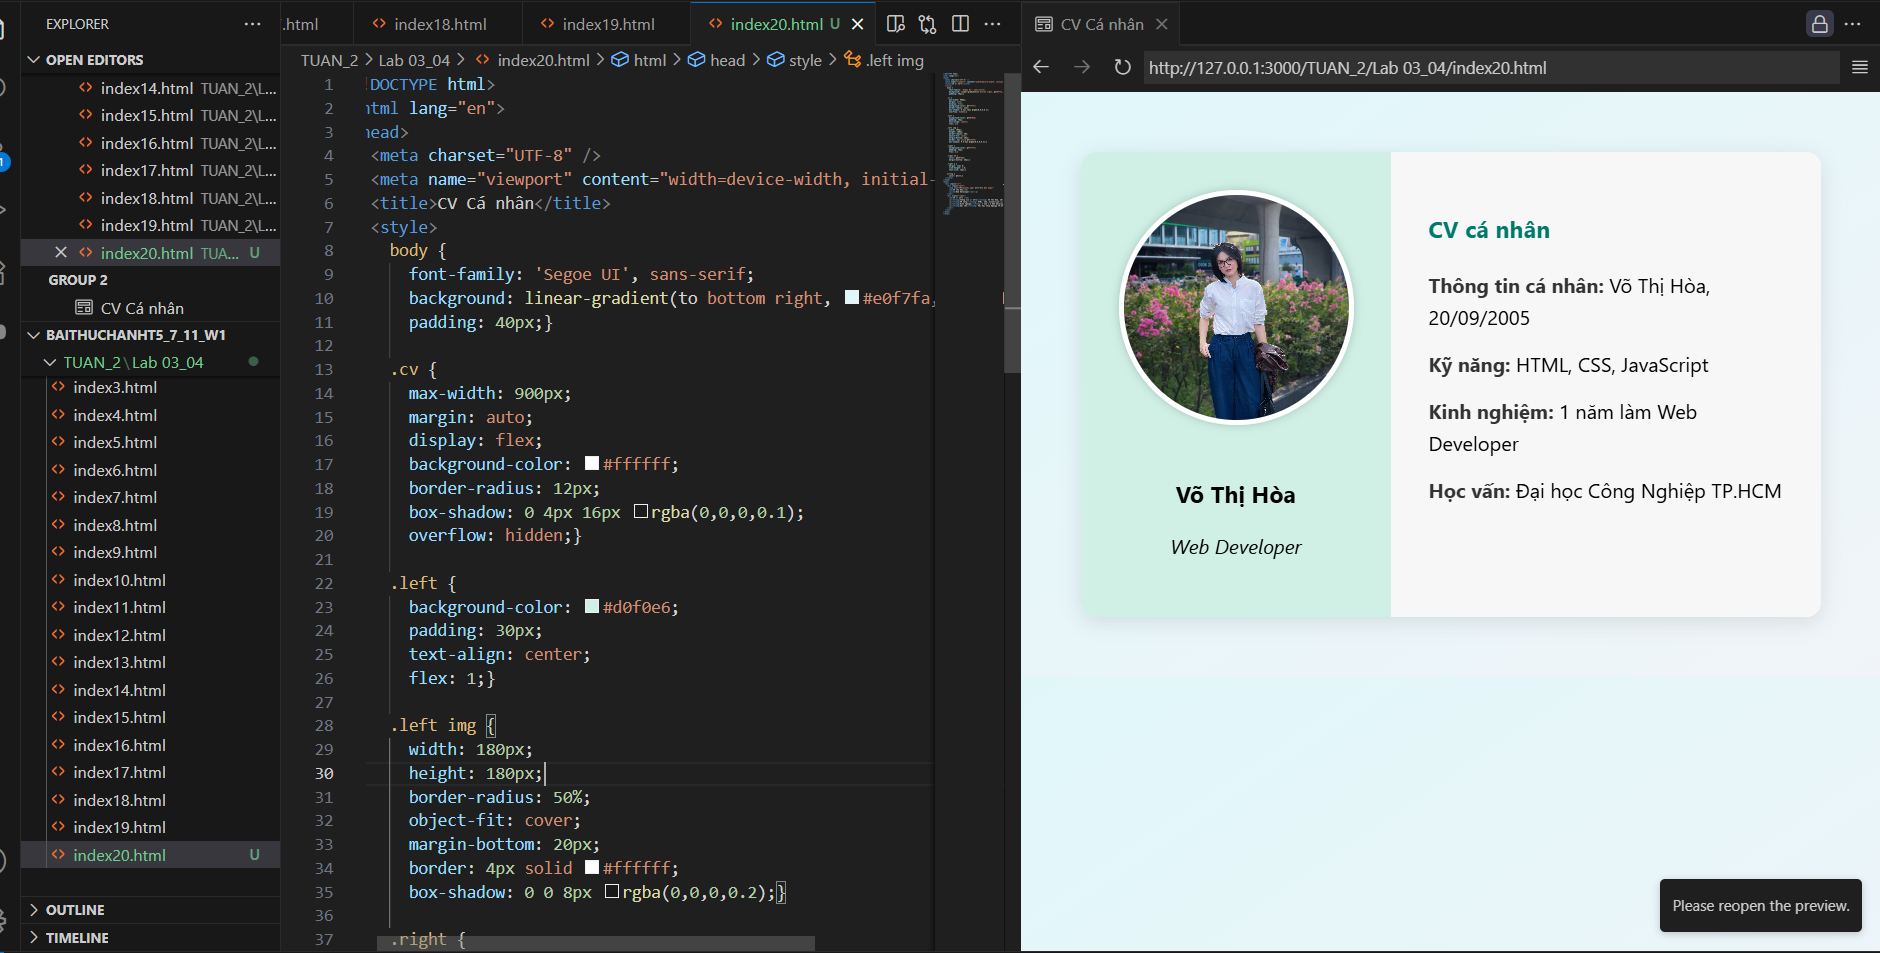 EXPLORER ···
OPEN EDITORS
index14.html TUAN_2\L...
index15.html TUAN_2\L...
index16.html TUAN_2\L...
index17.html TUAN_2\L...
index18.html TUAN_2\L...
index19.html TUAN_2\L...
index20.html TUA... U
GROUP 2
CV Cá nhân
BAITHUCHANHT5_7_11_W1
TUAN_2\Lab 03_04
index3.html
index4.html
index5.html
index6.html
index7.html
index8.html
index9.html
index10.html
index11.html
index12.html
index13.html
index14.html
index15.html
index16.html
index17.html
index18.html
index19.html
index20.html U
OUTLINE
TIMELINE
.html index18.html index19.html index20.html U
TUAN_2 > Lab 03_04 > index20.html > html > head > style > .left img
1 DOCTYPE html>
2 html lang="en">
3 head>
4 <meta charset="UTF-8" />
5 <meta name="viewport" content="width=device-width, initial-
6 <title>CV Cá nhân</title>
7 <style>
8 body {
9 font-family: 'Segoe UI', sans-serif;
10 background: linear-gradient(to bottom right, #e0f7fa,
11 padding: 40px;}
12
13 .cv {
14 max-width: 900px;
15 margin: auto;
16 display: flex;
17 background-color: #ffffff;
18 border-radius: 12px;
19 box-shadow: 0 4px 16px rgba(0,0,0,0.1);
20 overflow: hidden;}
21
22 .left {
23 background-color: #d0f0e6;
24 padding: 30px;
25 text-align: center;
26 flex: 1;}
27
28 .left img {
29 width: 180px;
30 height: 180px;
31 border-radius: 50%;
32 object-fit: cover;
33 margin-bottom: 20px;
34 border: 4px solid #ffffff;
35 box-shadow: 0 0 8px rgba(0,0,0,0.2);}
36
37 .right {
CV Cá nhân
http://127.0.0.1:3000/TUAN_2/Lab 03_04/index20.html
Võ Thị Hòa
Web Developer
CV cá nhân
Thông tin cá nhân: Võ Thị Hòa,
20/09/2005
Kỹ năng: HTML, CSS, JavaScript
Kinh nghiệm: 1 năm làm Web
Developer
Học vấn: Đại học Công Nghiệp TP.HCM
Please reopen the preview.